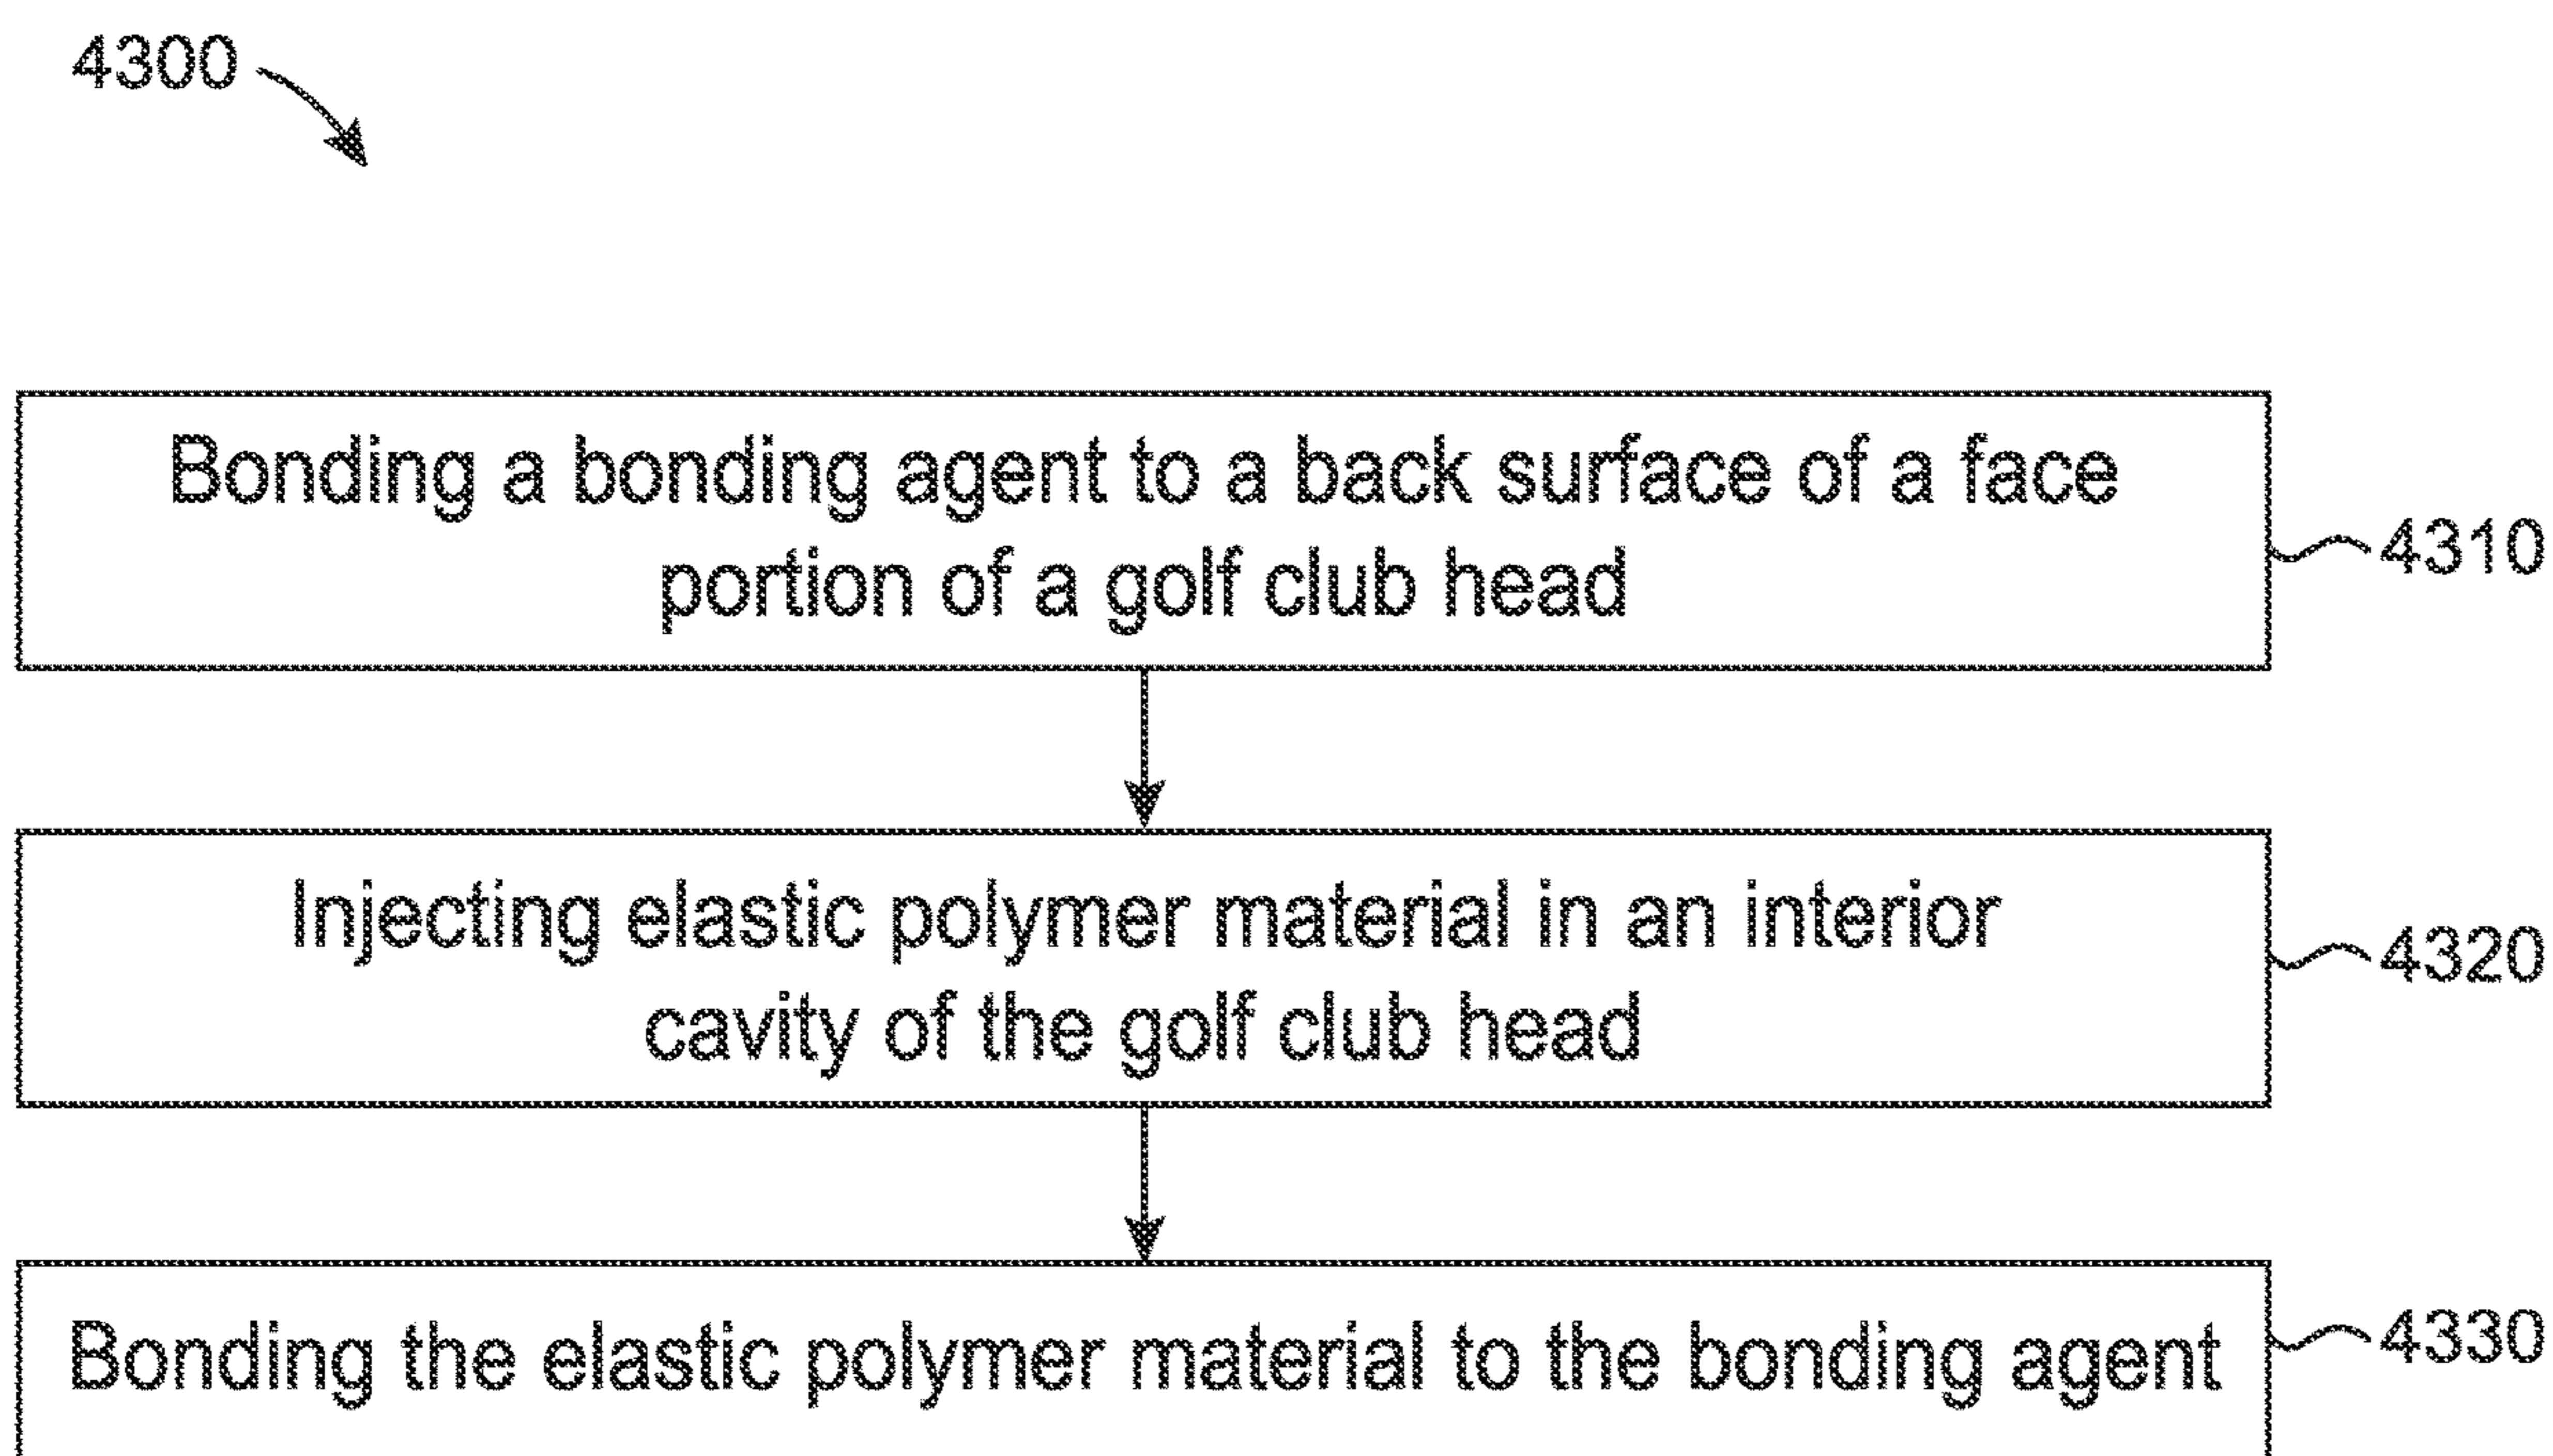 4300
Bonding a bonding agent to a back surface of a face
portion of a golf club head
4310
Injecting elastic polymer material in an interior
cavity of the golf club head
4320
Bonding the elastic polymer material to the bonding agent
4330